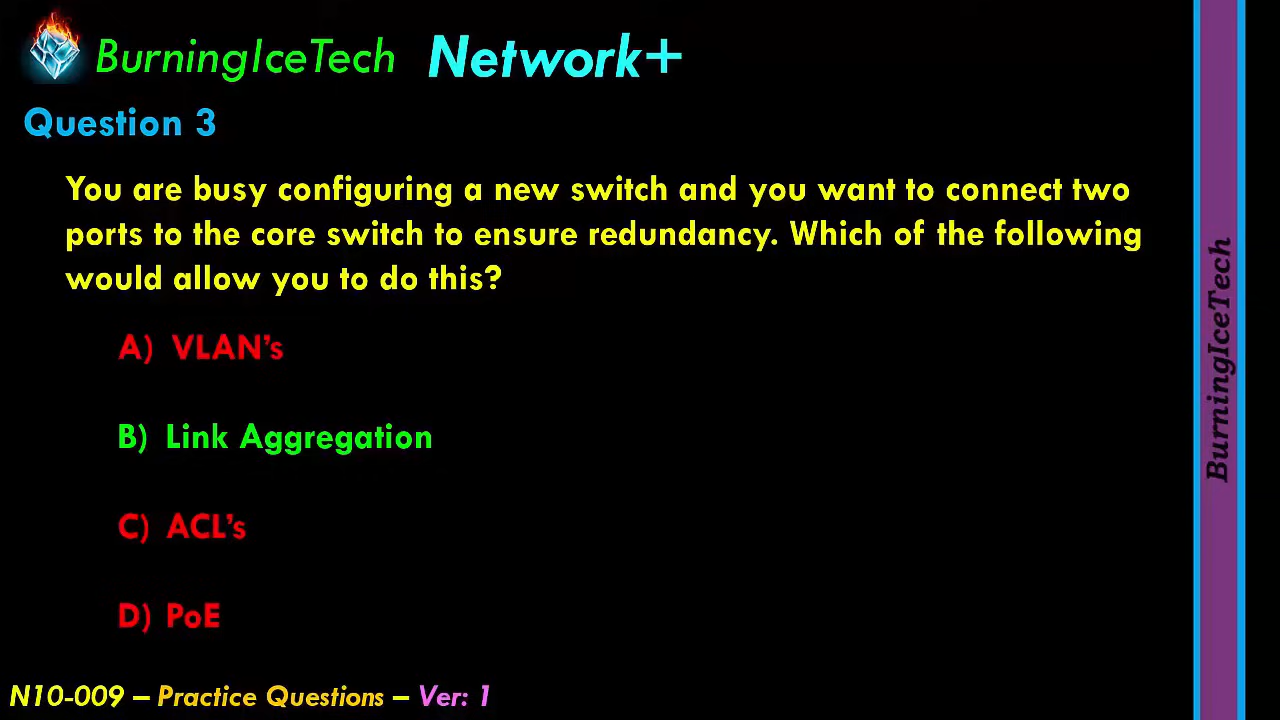 BurningIceTech Network+
Question 3
You are busy configuring a new switch and you want to connect two
ports to the core switch to ensure redundancy. Which of the following
would allow you to do this?
A) VLAN's
B) Link Aggregation
C) ACL's
D) PoE
N10-009 – Practice Questions – Ver: 1
BurningIceTech